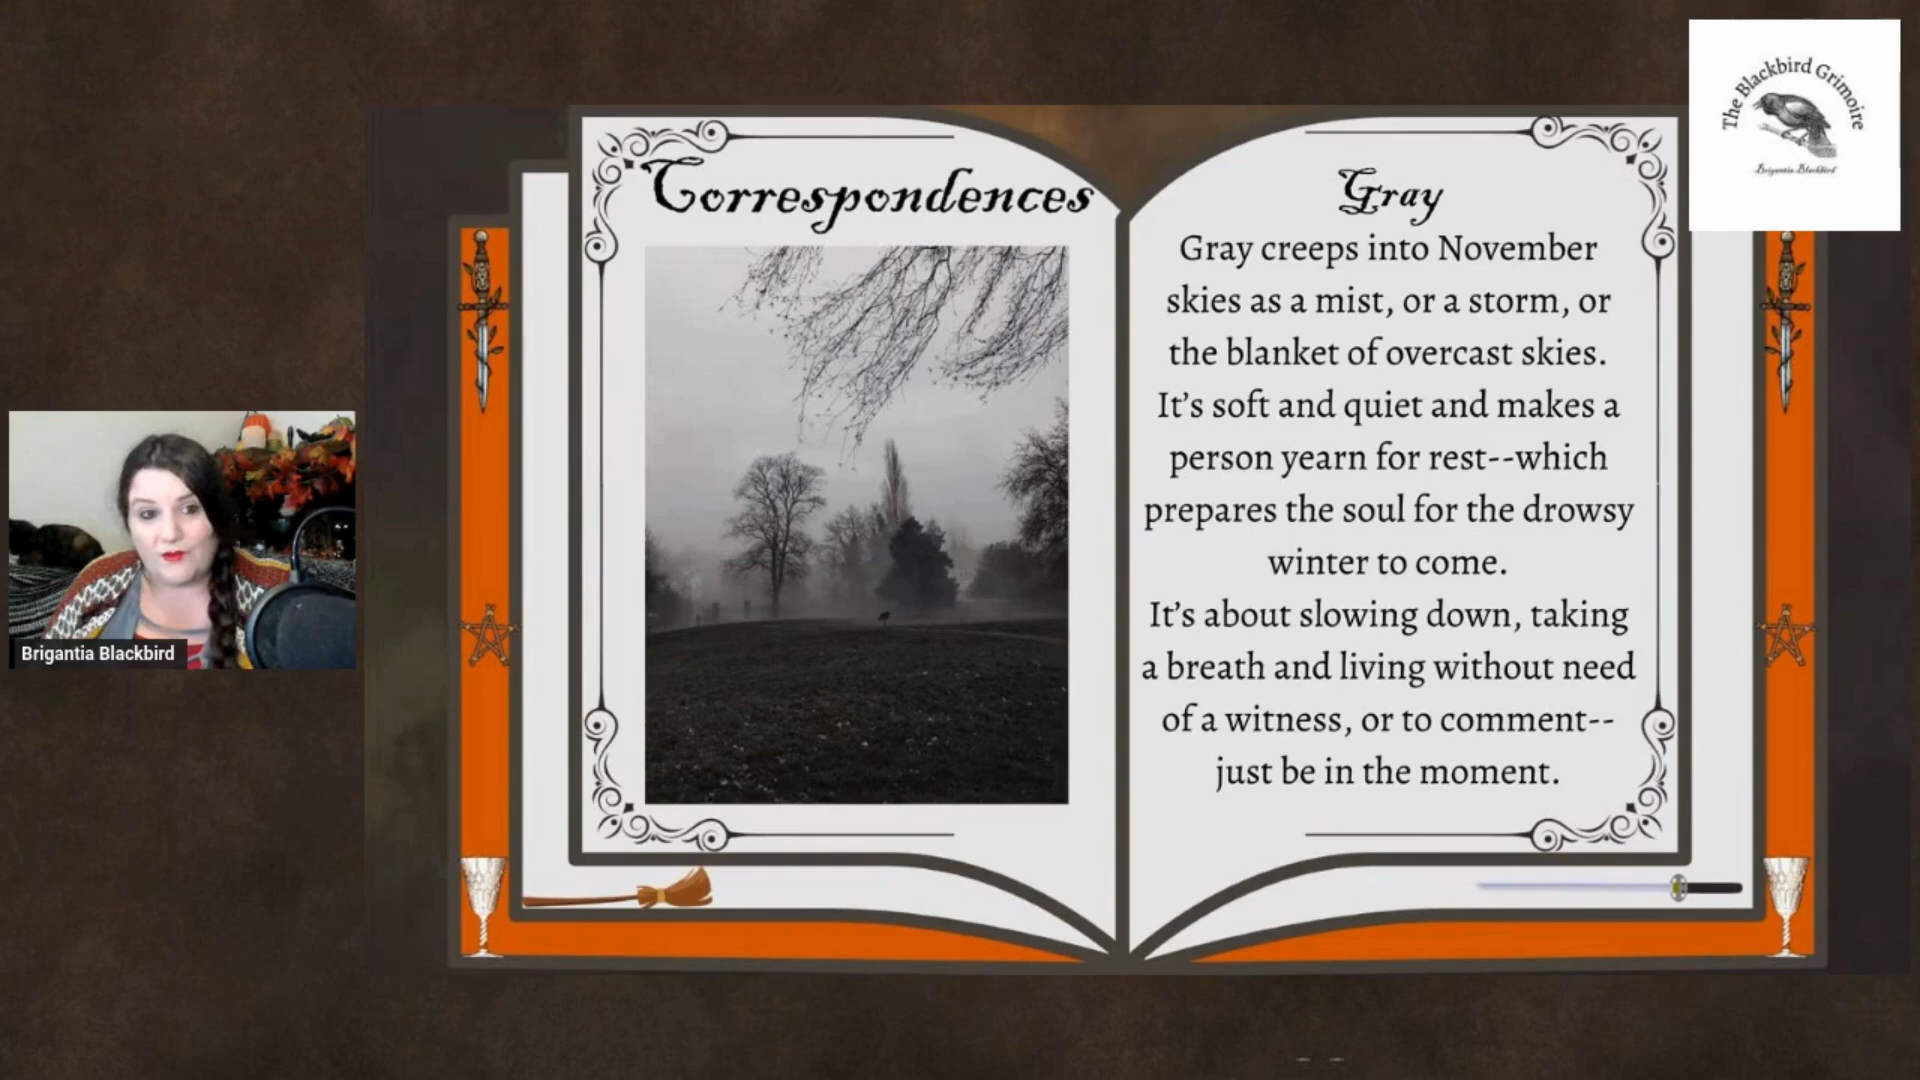 The Blackbird Grimoire
Brigantia Blackbird
Correspondences
Gray
Gray creeps into November
skies as a mist, or a storm, or
the blanket of overcast skies.
It's soft and quiet and makes a
person yearn for rest--which
prepares the soul for the drowsy
winter to come.
It's about slowing down, taking
a breath and living without need
of a witness, or to comment--
just be in the moment.
Brigantia Blackbird